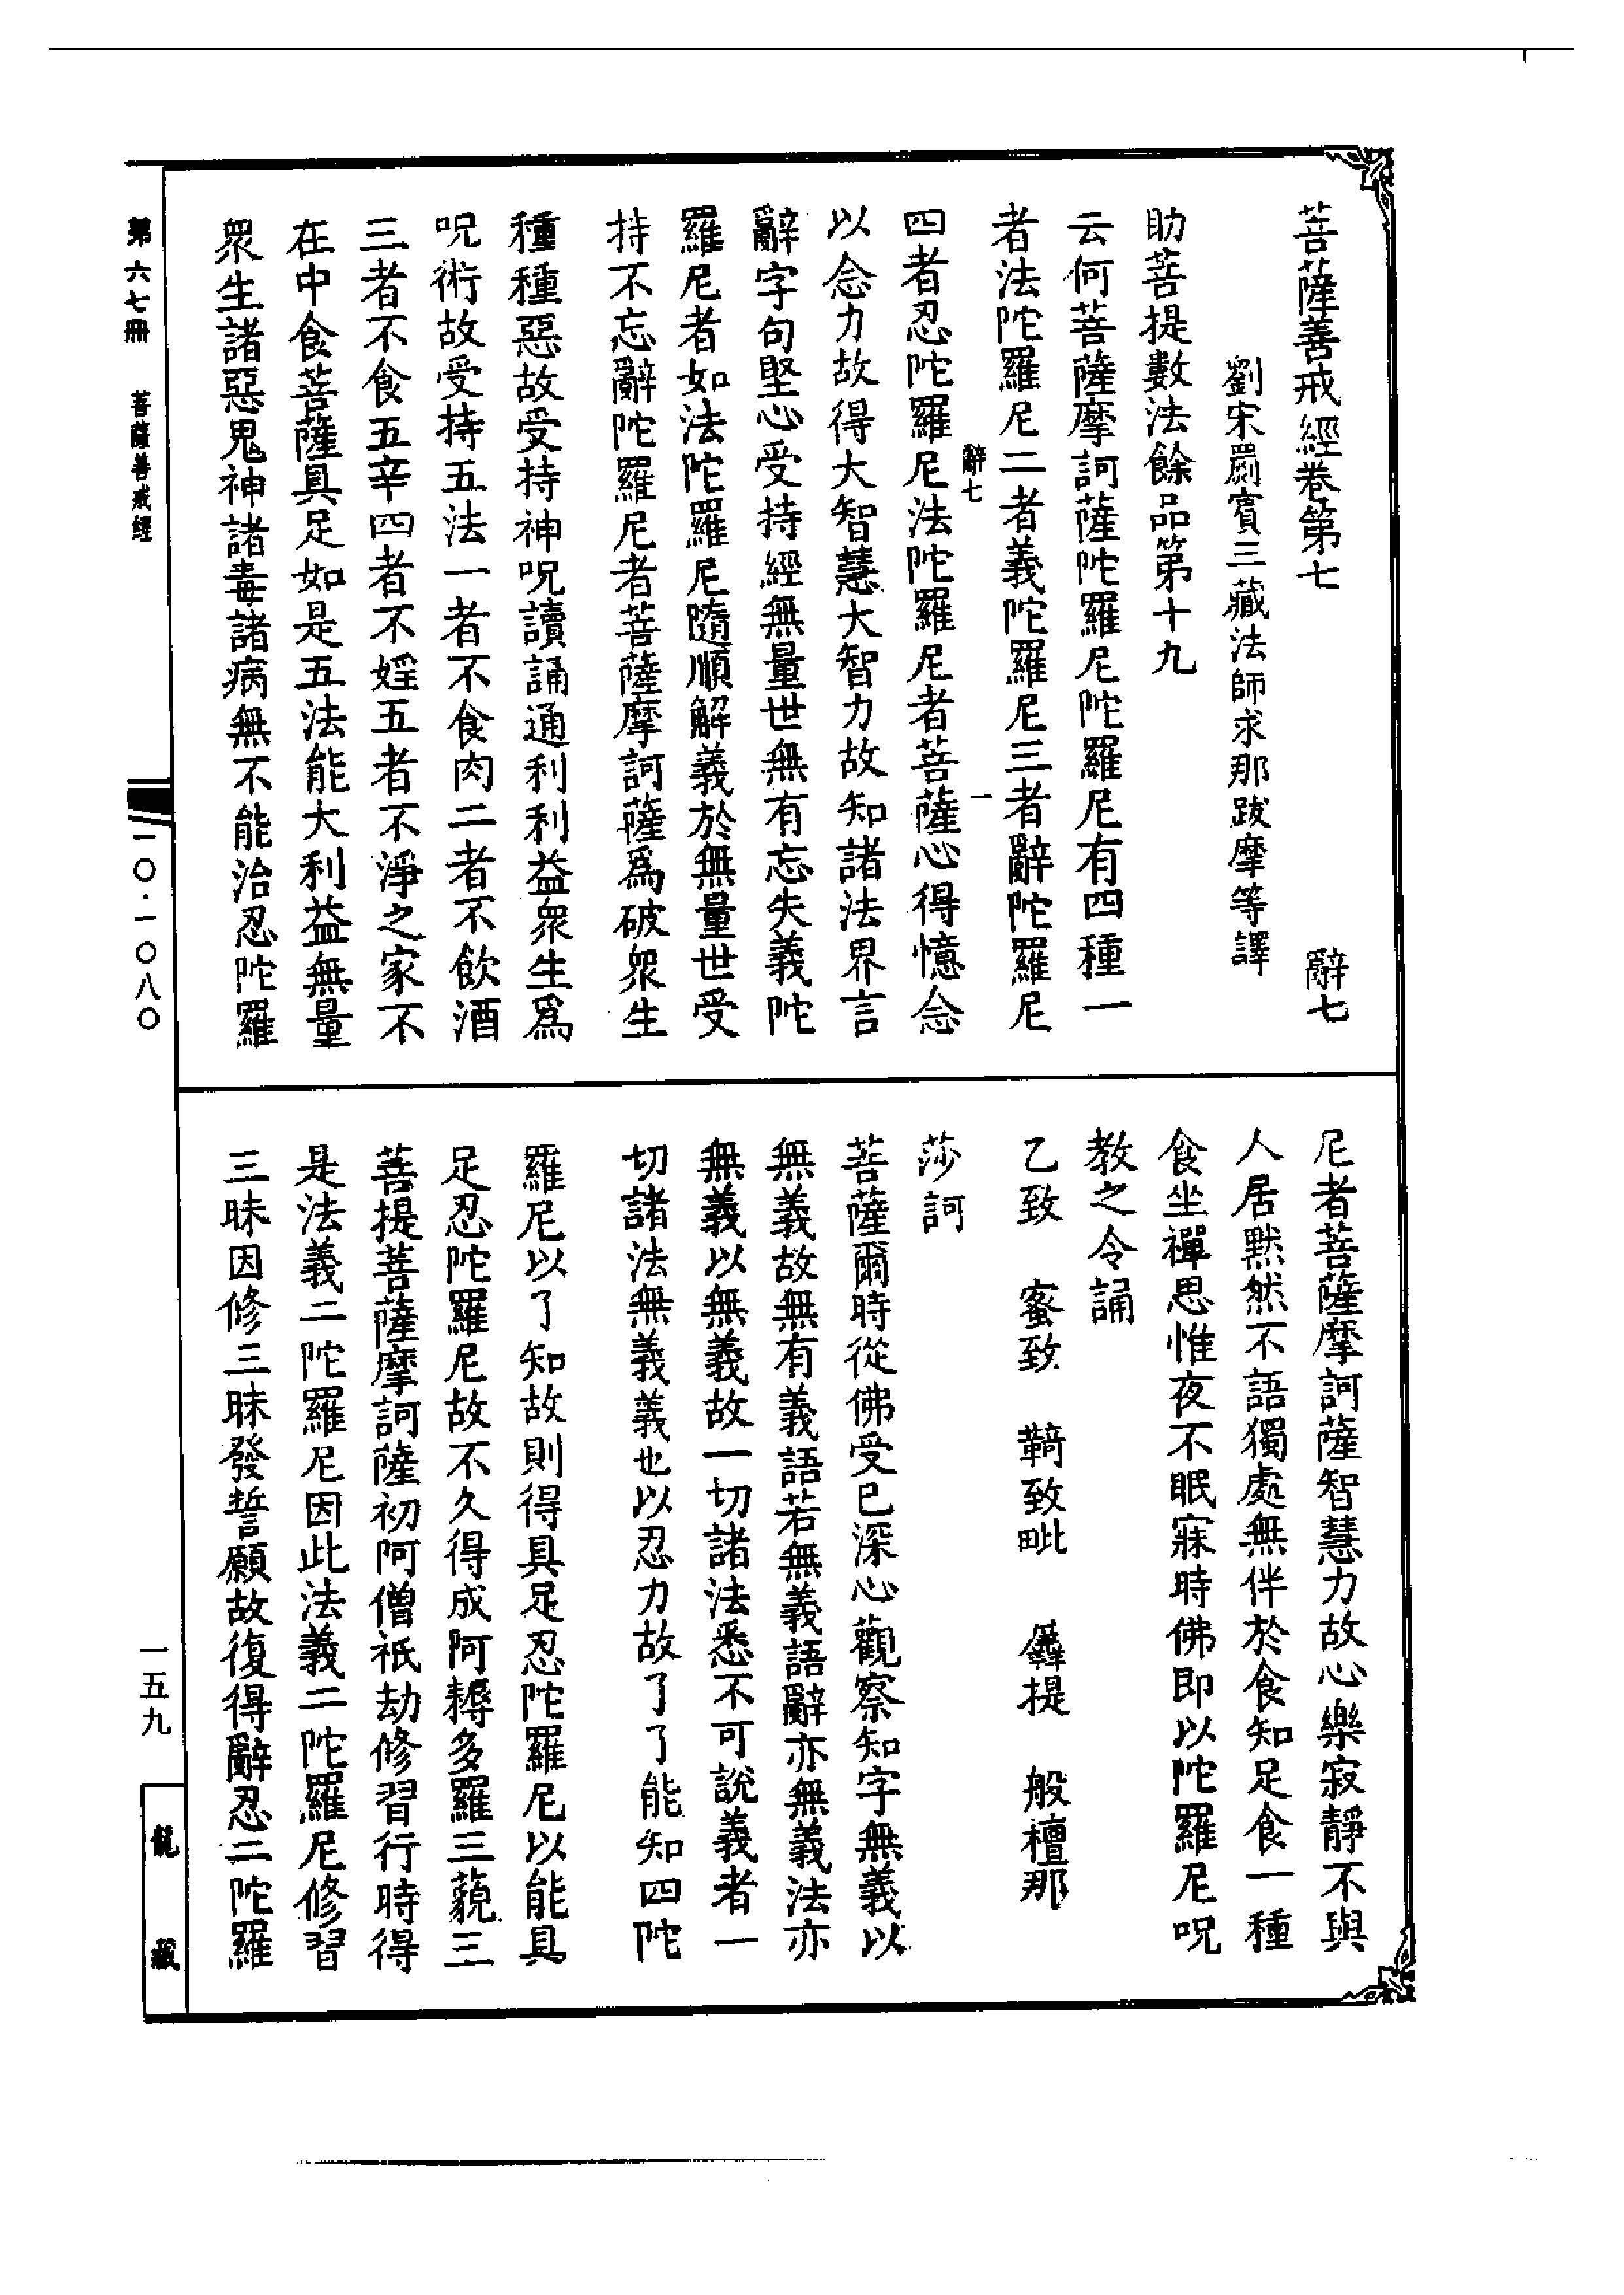 菩薩善戒經卷第七　辭七
劉宋罽賓三藏法師求那跋摩等譯
助菩提數法餘品第十九
云何菩薩摩訶薩陀羅尼陀羅尼有四種一
者法陀羅尼二者義陀羅尼三者辭陀羅尼
辭七　一
四者忍陀羅尼法陀羅尼者菩薩心得憶念
以念力故得大智慧大智力故知諸法界言
辭字句堅心受持經無量世無有忘失義陀
羅尼者如法陀羅尼隨順解義於無量世受
持不忘辭陀羅尼者菩薩摩訶薩爲破衆生
種種惡故受持神呪讀誦通利利益衆生爲
呪術故受持五法一者不食肉二者不飲酒
三者不食五辛四者不婬五者不淨之家不
在中食菩薩具足如是五法能大利益無量
衆生諸惡鬼神諸毒諸病無不能治忍陀羅
尼者菩薩摩訶薩智慧力故心樂寂靜不與
人居默然不語獨處無伴於食知足食一種
食坐禪思惟夜不眠寐時佛即以陀羅尼呪
教之令誦
乙致　蜜致　鞊致毗　㒿提　般檀那
莎訶
菩薩爾時從佛受已深心觀察知字無義以
無義故無有義語若無義語辭亦無義法亦
無義以無義故一切諸法悉不可說義者一
切諸法無義義也以忍力故了了能知四陀
羅尼以了知故則得具足忍陀羅尼以能具
足忍陀羅尼故不久得成阿耨多羅三藐三
菩提菩薩摩訶薩初阿僧祇劫修習行時得
是法義二陀羅尼因此法義二陀羅尼修習
三昧因修三昧發誓願故復得辭忍二陀羅
第六七冊　菩薩善戒經
一〇·一〇八〇
一五九
龍藏